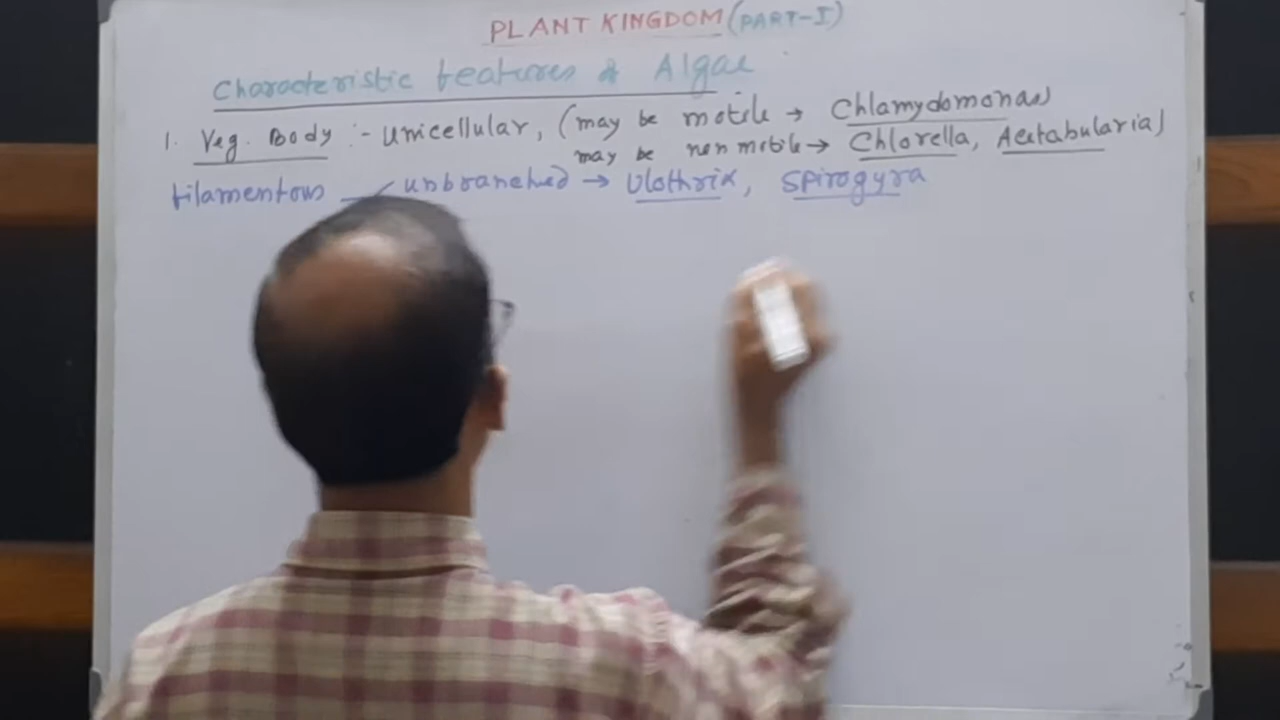 PLANT KINGDOM (PART-I)
Characteristic features of Algae
1. Veg. Body :- Unicellular, (may be motile → Chlamydomonas)
may be non motile → Chlorella, Acetabularia)
filamentous unbranched → Ulothrix, Spirogyra